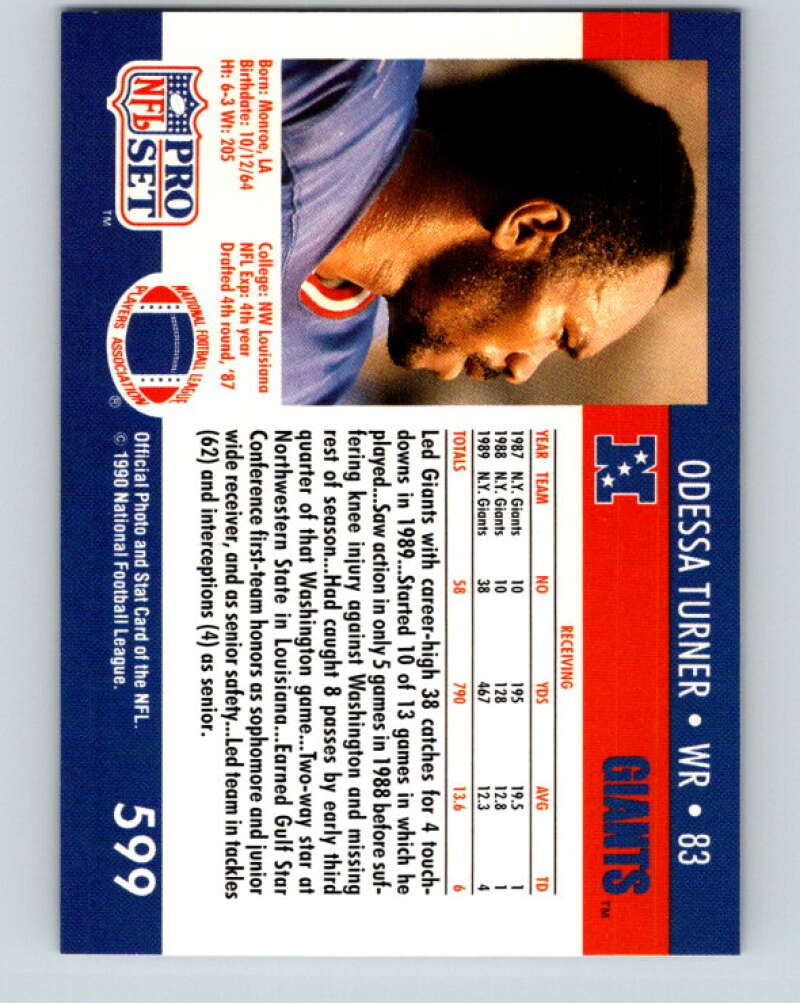 ODESSA TURNER • WR • 83
GIANTS™
N
RECEIVING
YEAR TEAM NO YDS AVG TD
1987 N.Y. Giants 10 195 19.5 1
1988 N.Y. Giants 10 128 12.8 1
1989 N.Y. Giants 38 467 12.3 4
TOTALS 58 790 13.6 6
Led Giants with career-high 38 catches for 4 touch-
downs in 1989...Started 10 of 13 games in which he
played...Saw action in only 5 games in 1988 before suf-
fering knee injury against Washington and missing
rest of season...Had caught 8 passes by early third
quarter of that Washington game...Two-way star at
Northwestern State in Louisiana...Earned Gulf Star
Conference first-team honors as sophomore and junior
wide receiver, and as senior safety...Led team in tackles
(62) and interceptions (4) as senior.
Born: Monroe, LA
Birthdate: 10/12/64
Ht: 6-3 Wt: 205
College: NW Louisiana
NFL Exp: 4th year
Drafted 4th round, '87
NFL
PRO
SET
™
NATIONAL FOOTBALL LEAGUE
PLAYERS ASSOCIATION
®
Official Photo and Stat Card of the NFL.
© 1990 National Football League.
599